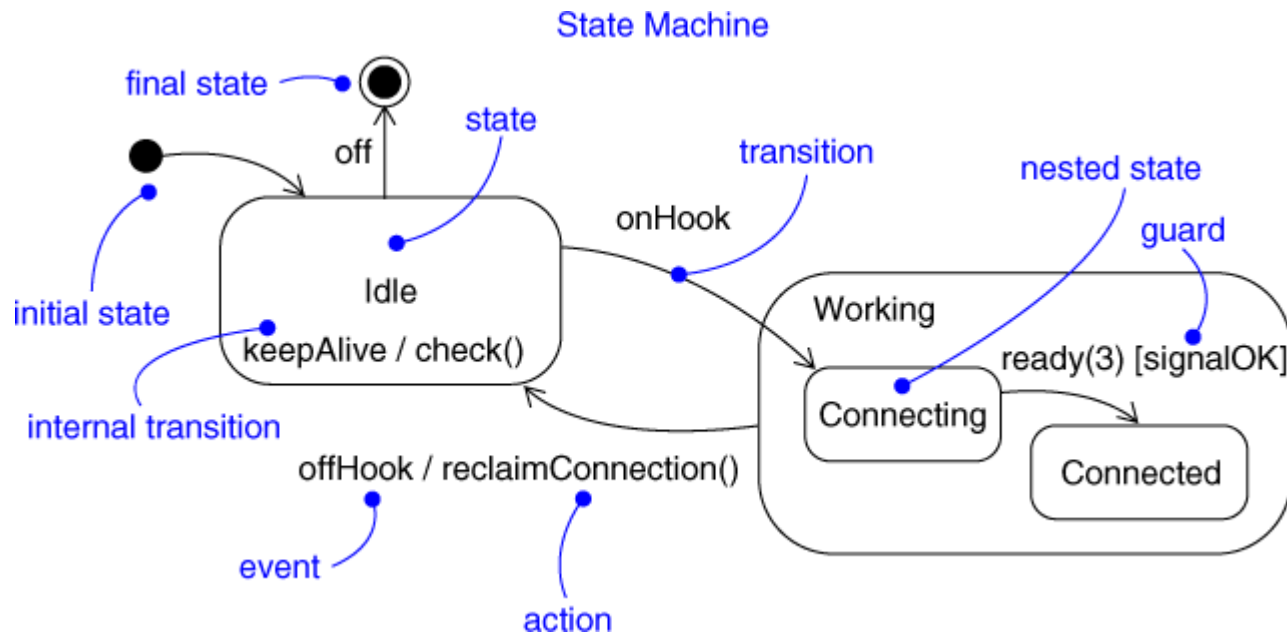 State Machine
final state
state
off
transition
nested state
onHook
guard
Idle
initial state
Working
keepAlive / check()
ready(3) [signalOK]
Connecting
internal transition
offHook / reclaimConnection()
Connected
event
action